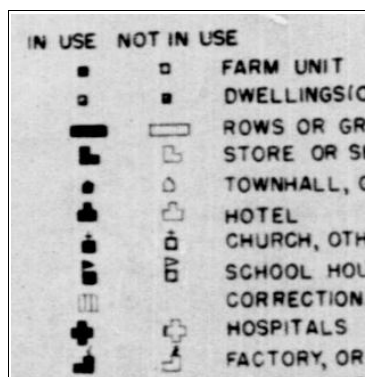 IN USE NOT IN USE
FARM UNIT
DWELLINGS(
ROWS OR GR
STORE OR S
TOWNHALL,
HOTEL
CHURCH, OTH
SCHOOL HOU
CORRECTION
HOSPITALS
FACTORY, OR